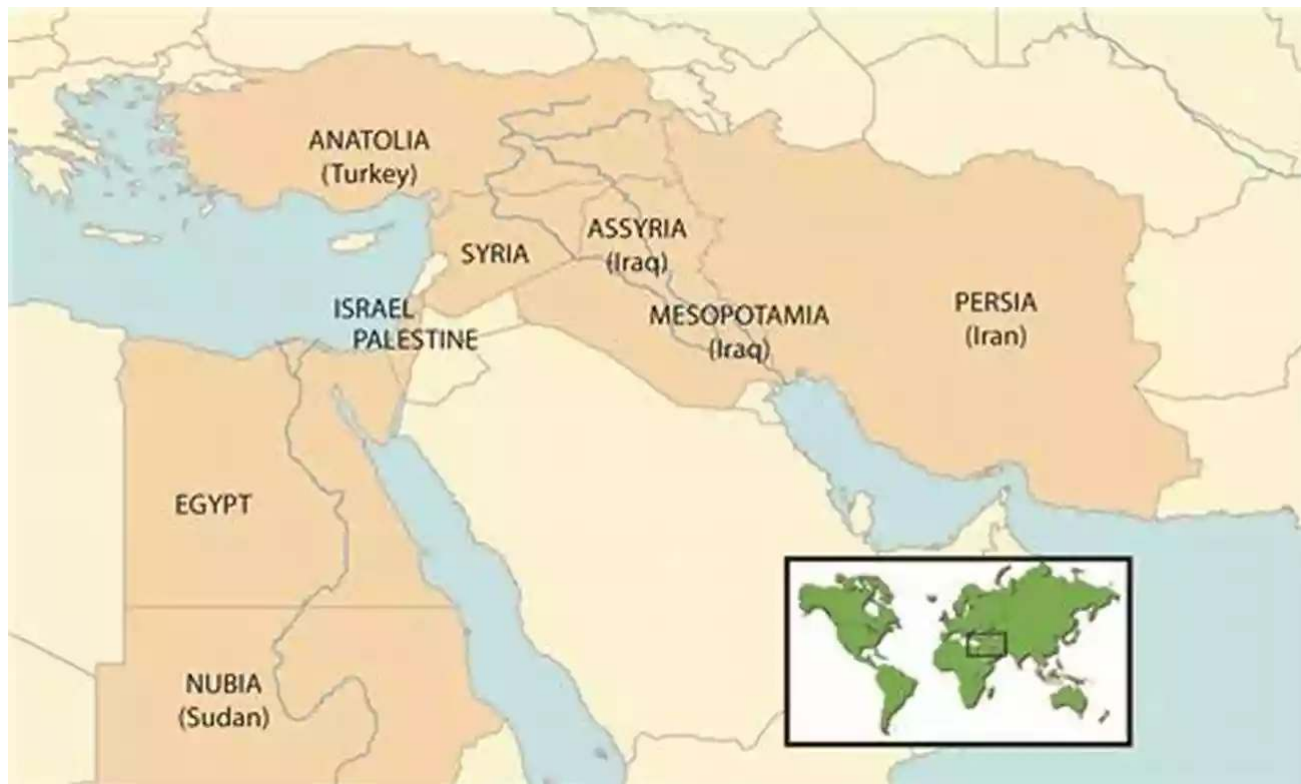 ANATOLIA
(Turkey)
SYRIA
ASSYRIA
(Iraq)
ISRAEL
PALESTINE
MESOPOTAMIA
(Iraq)
PERSIA
(Iran)
EGYPT
NUBIA
(Sudan)